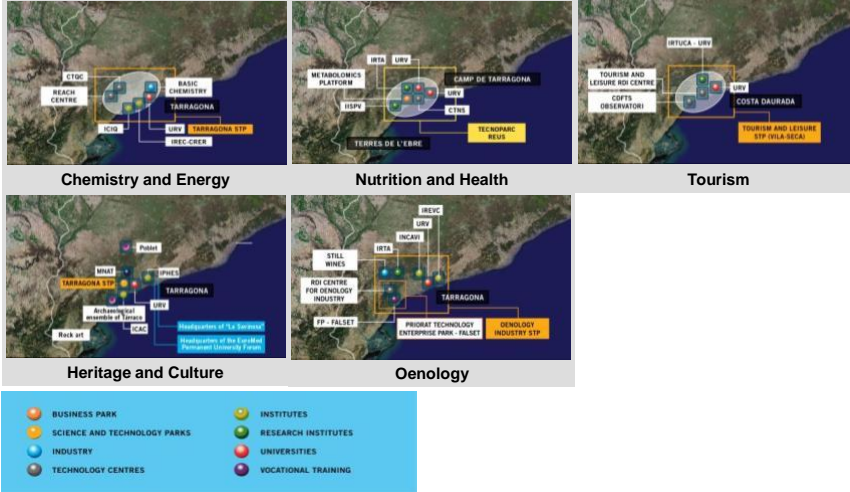 CTQC
REACH
CENTRE
BASIC
CHEMISTRY
TARRAGONA
ICIQ
URV
TARRAGONA STP
IREC-CRER
Chemistry and Energy
IRTA
URV
METABOLOMICS
PLATFORM
CAMP DE TARRAGONA
URV
IISPV
CTNS
TECNOPARC
REUS
TERRES DE L'EBRE
Nutrition and Health
IRTUCA - URV
TOURISM AND
LEISURE RDI CENTRE
URV
CDFTS
OBSERVATORI
COSTA DAURADA
TOURISM AND LEISURE
STP (VILA-SECA)
Tourism
Poblet
MNAT
IPHES
TARRAGONA STP
TARRAGONA
URV
Archaeological
ensemble of Tarraco
ICAC
Rock art
Headquarters of the EuroMed
Permanent University Forum
Heritage and Culture
IREVC
URV
INCAVI
IRTA
STILL
WINES
RDI CENTRE
FOR OENOLOGY
INDUSTRY
TARRAGONA
FP - FALSET
PRIORAT TECHNOLOGY
ENTERPRISE PARK - FALSET
OENOLOGY
INDUSTRY STP
Oenology
BUSINESS PARK
SCIENCE AND TECHNOLOGY PARKS
INDUSTRY
TECHNOLOGY CENTRES
INSTITUTES
RESEARCH INSTITUTES
UNIVERSITIES
VOCATIONAL TRAINING